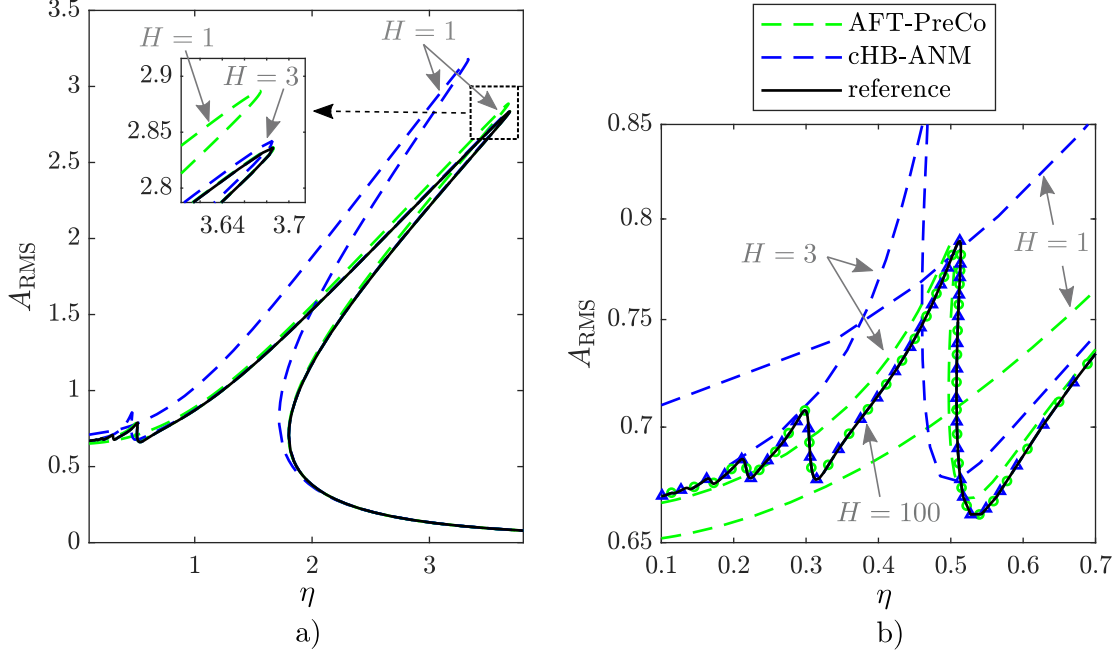 AFT-PreCo
cHB-ANM
reference
3.5
3
2.5
2
1.5
1
0.5
0
A_RMS
1
2
3
η
a)
H = 1
H = 3
2.9
2.85
2.8
3.64
3.7
H = 1
0.85
0.8
0.75
0.7
0.65
A_RMS
0.1
0.2
0.3
0.4
0.5
0.6
0.7
η
b)
H = 3
H = 1
H = 100